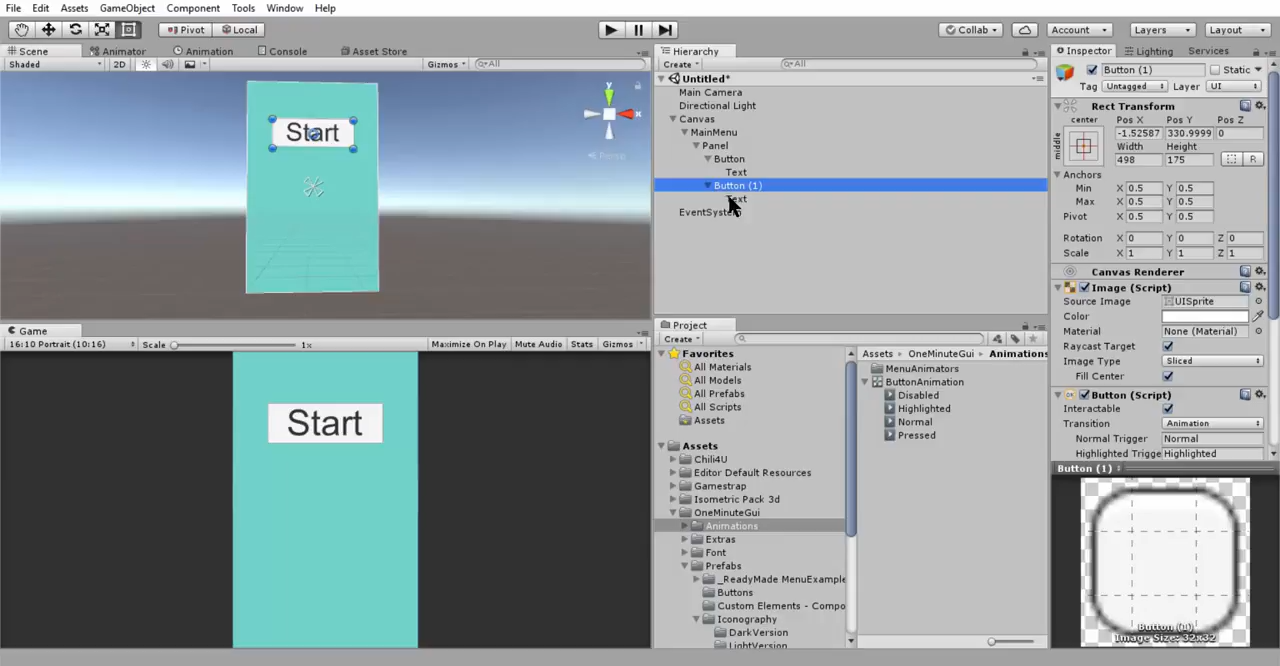 File Edit Assets GameObject Component Tools Window Help
Pivot Local Collab Account Layers Layout
Scene Animator Animation Console Asset Store
Shaded 2D Gizmos All
y
x
Persp
Start
Game
16:10 Portrait (10:16) Scale 1x Maximize On Play Mute Audio Stats Gizmos
Start
Hierarchy
Create All
Untitled*
Main Camera
Directional Light
Canvas
MainMenu
Panel
Button
Text
Button (1)
Text
EventSystem
Project
Create
Favorites
All Materials
All Models
All Prefabs
All Scripts
Assets
Assets
Chili4U
Editor Default Resources
Gamestrap
Isometric Pack 3d
OneMinuteGui
Animations
Extras
Font
Prefabs
_ReadyMade MenuExample
Buttons
Custom Elements - Compo
Iconography
DarkVersion
LightVersion
Assets OneMinuteGui Animations
MenuAnimators
ButtonAnimation
Disabled
Highlighted
Normal
Pressed
Inspector Lighting Services
Button (1) Static
Tag Untagged Layer UI
Rect Transform
center Pos X Pos Y Pos Z
middle -1.52587 330.9999 0
Width Height
498 175 R
Anchors
Min X 0.5 Y 0.5
Max X 0.5 Y 0.5
Pivot X 0.5 Y 0.5
Rotation X 0 Y 0 Z 0
Scale X 1 Y 1 Z 1
Canvas Renderer
Image (Script)
Source Image UISprite
Color
Material None (Material)
Raycast Target
Image Type Sliced
Fill Center
Button (Script)
Interactable
Transition Animation
Normal Trigger Normal
Highlighted Trigge Highlighted
Button (1)
Button (1)
Image Size: 32x32